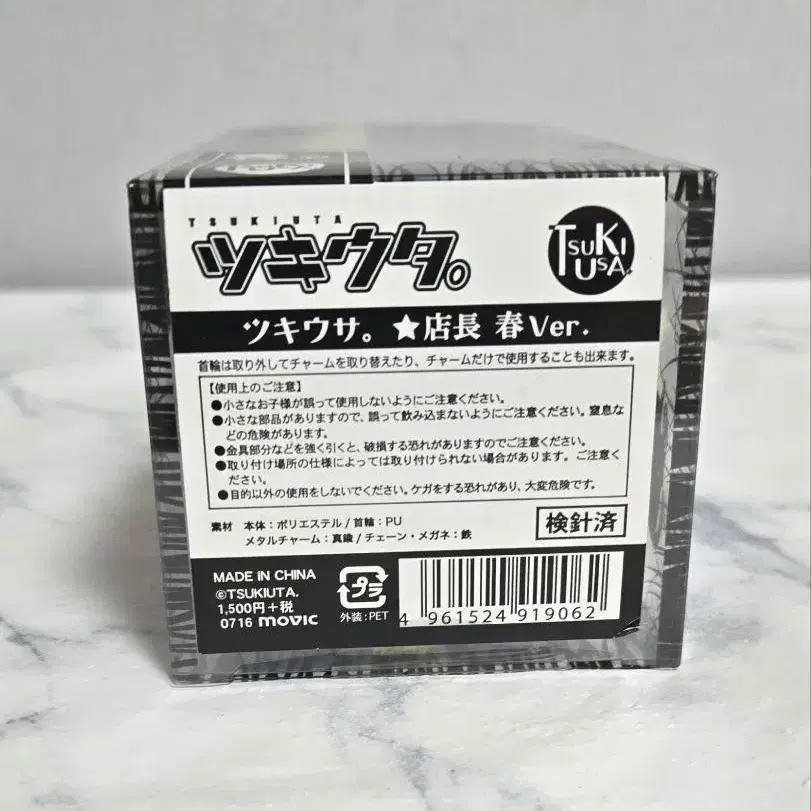 TSUKIUTA
ツキウタ。
TSUKI
USA.
ツキウサ。★店長 春Ver.
首輪は取り外してチャームを取り替えたり、チャームだけで使用することも出来ます。
【使用上のご注意】
●小さなお子様が誤って使用しないようにご注意ください。
●小さな部品がありますので、誤って飲み込まないようにご注意ください。窒息な
どの危険があります。
●金具部分などを強く引くと、破損する恐れがありますのでご注意ください。
●取り付け場所の仕様によっては取り付けられない場合があります。ご注意く
ださい。
●目的以外の使用をしないでください。ケガをする恐れがあり、大変危険です。
素材 本体:ポリエステル/首輪:PU
メタルチャーム:真鍮/チェーン・メガネ:鉄
検針済
MADE IN CHINA
©TSUKIUTA.
1,500円+税
0716 movic
プラ
外装:PET
4 961524 919062